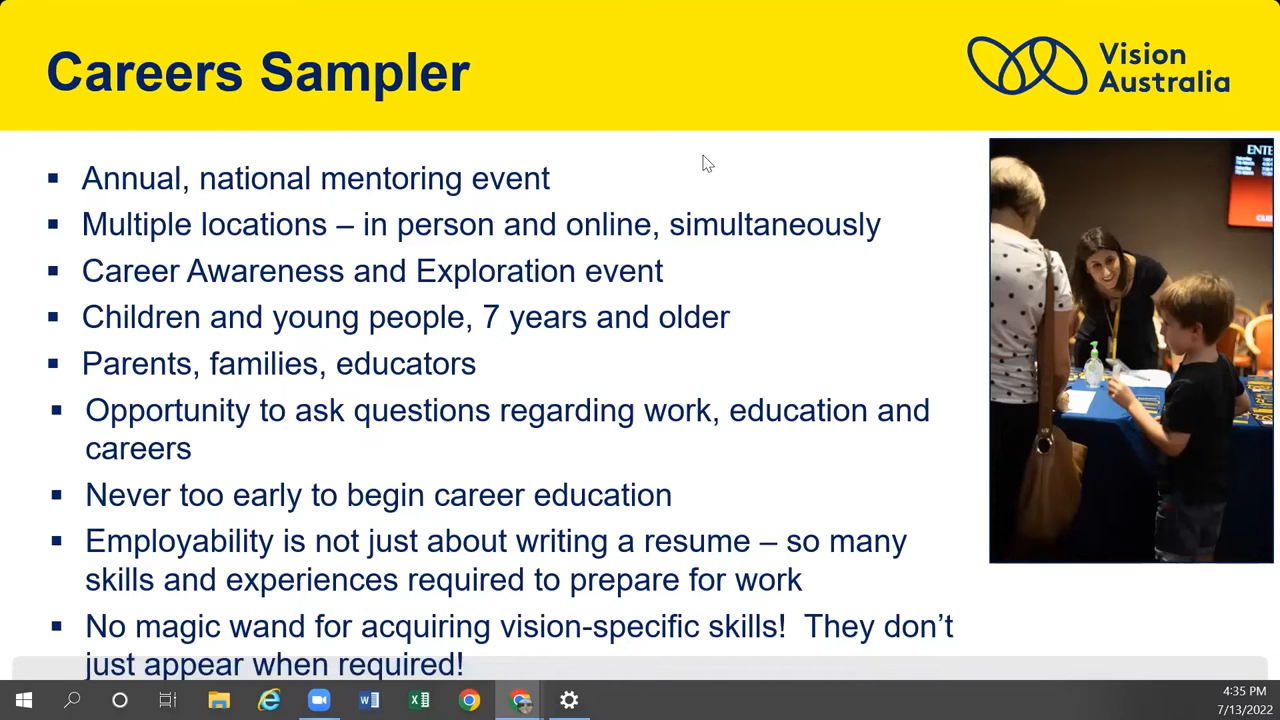 Careers Sampler
Vision
Australia
▪ Annual, national mentoring event
▪ Multiple locations – in person and online, simultaneously
▪ Career Awareness and Exploration event
▪ Children and young people, 7 years and older
▪ Parents, families, educators
▪ Opportunity to ask questions regarding work, education and
careers
▪ Never too early to begin career education
▪ Employability is not just about writing a resume – so many
skills and experiences required to prepare for work
▪ No magic wand for acquiring vision-specific skills!  They don’t
just appear when required!
4:35 PM
7/13/2022